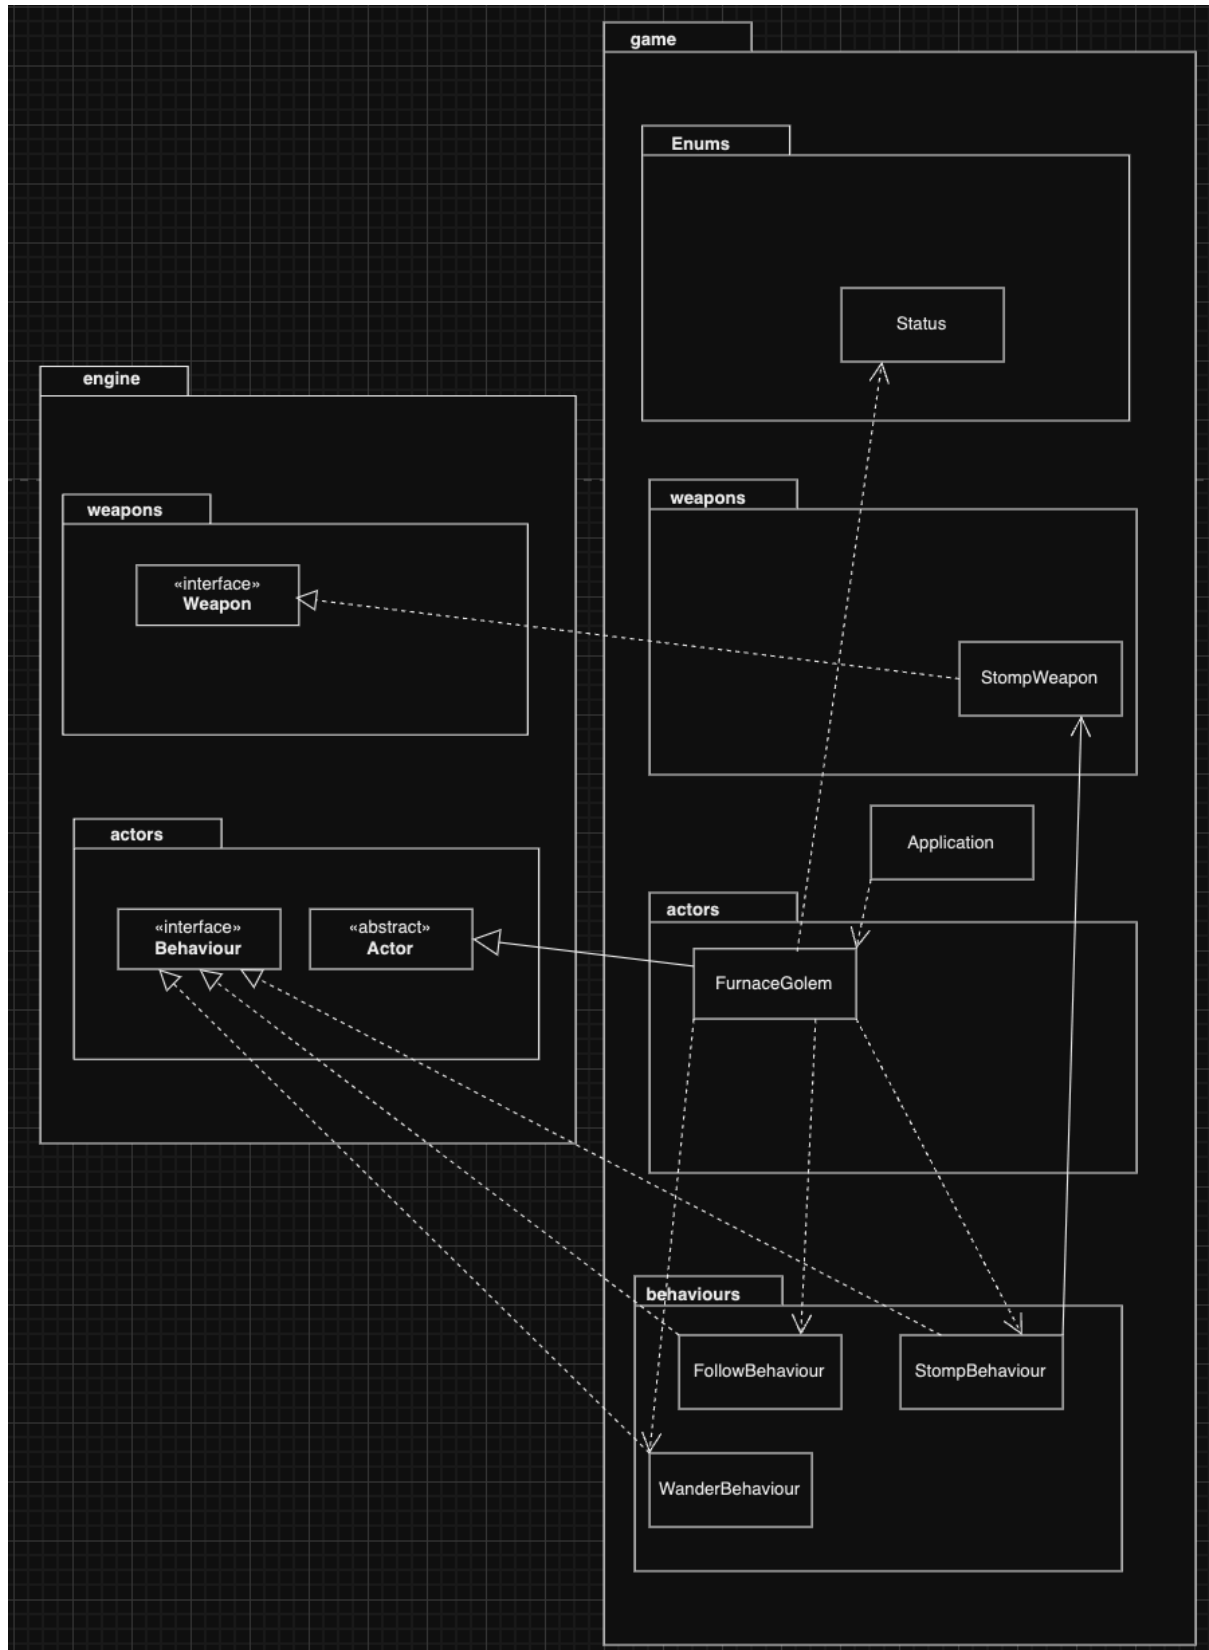 game
Enums
Status
engine
weapons
«interface»
Weapon
weapons
StompWeapon
Application
actors
«interface»
Behaviour
«abstract»
Actor
actors
FurnaceGolem
behaviours
FollowBehaviour
StompBehaviour
WanderBehaviour